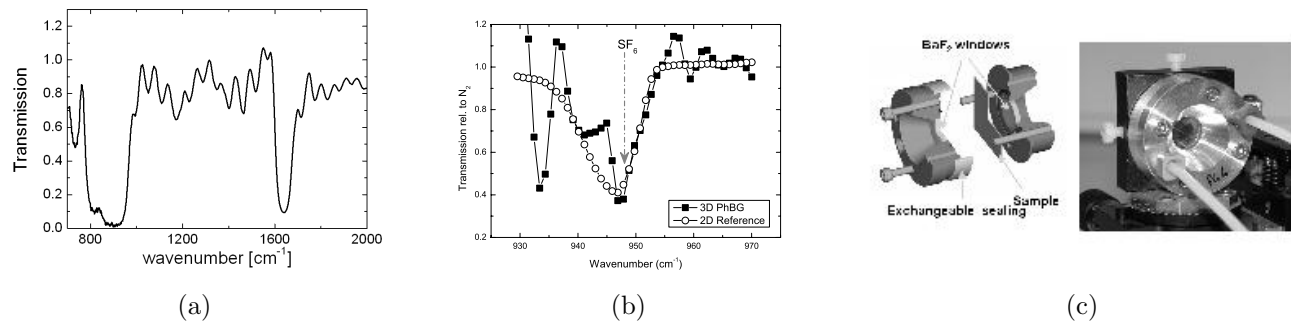 Transmission
1.2
1.0
0.8
0.6
0.4
0.2
0.0
800 1200 1600 2000
wavenumber [cm⁻¹]
(a)
Transmission rel. to N₂
1.2
1.0
0.8
0.6
0.4
0.2
SF₆
3D PhBG
2D Reference
930 940 950 960 970
Wavenumber (cm⁻¹)
(b)
BaF₂ windows
Sample
Exchangeable sealing
(c)